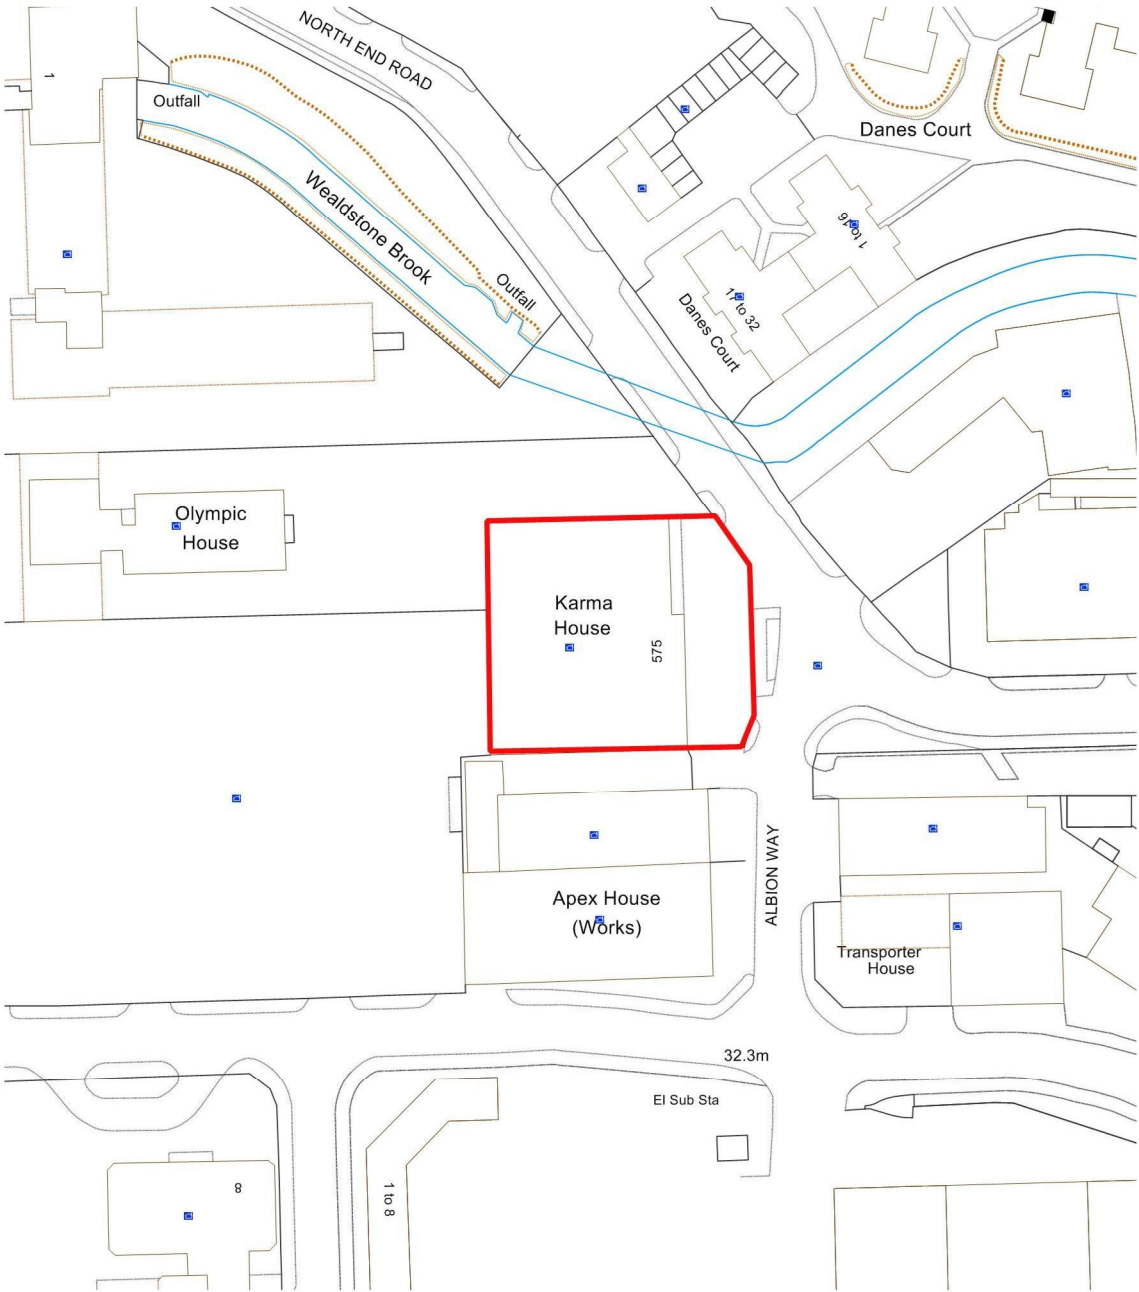 NORTH END ROAD
1
Outfall
Danes Court
Wealdstone Brook
1 to 16
Outfall
17 to 32
Danes Court
Olympic
House
Karma
House
575
ALBION WAY
Apex House
(Works)
Transporter
House
32.3m
El Sub Sta
8
1 to 8